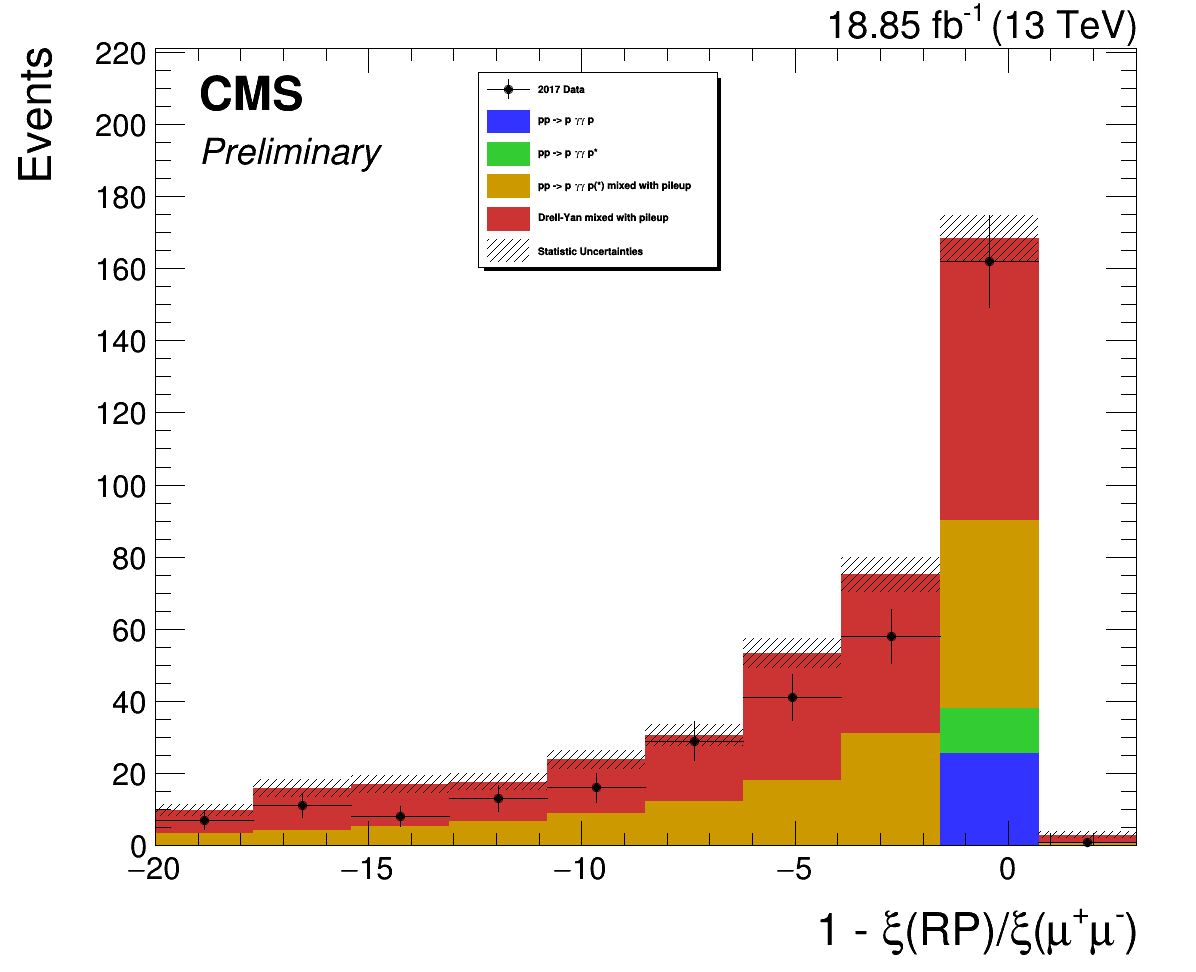 18.85 fb⁻¹ (13 TeV)
Events
CMS
Preliminary
2017 Data
pp -> p γγ p
pp -> p γγ p*
pp -> p γγ p(*) mixed with pileup
Drell-Yan mixed with pileup
Statistic Uncertainties
220
200
180
160
140
120
100
80
60
40
20
0
−20 −15 −10 −5 0
1 - ξ(RP)/ξ(μ⁺μ⁻)